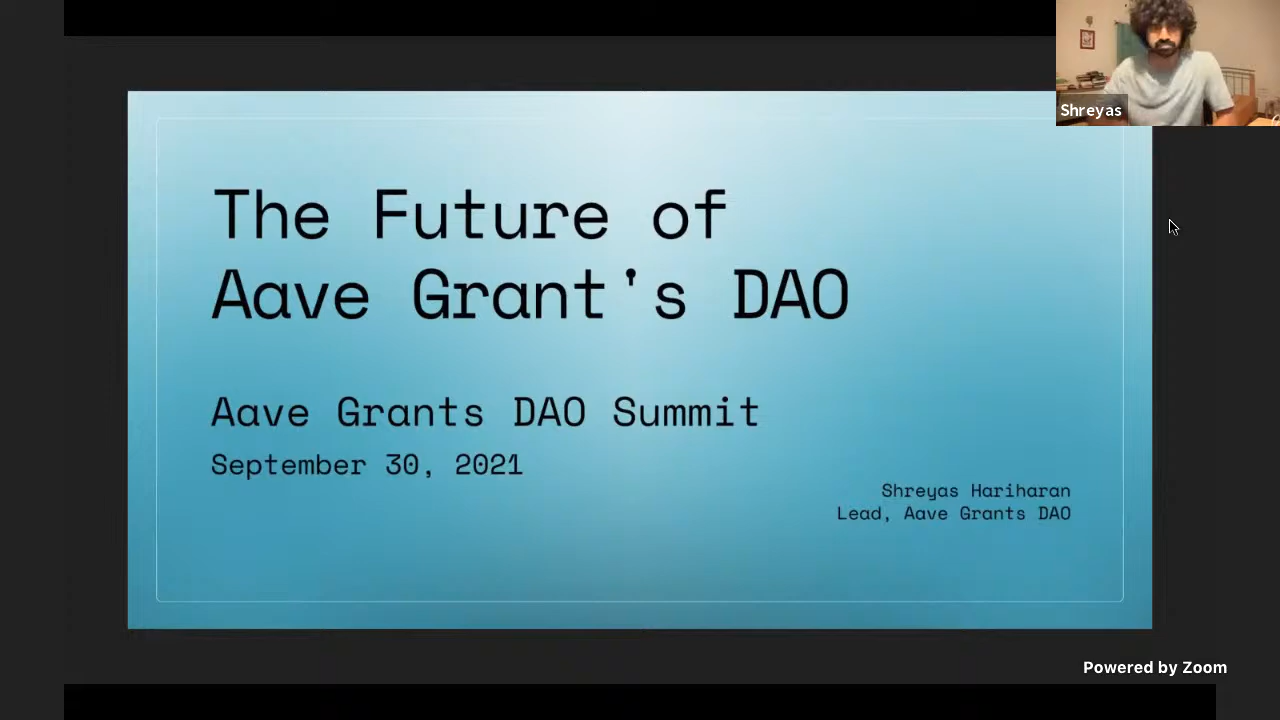 Shreyas
The Future of
Aave Grant's DAO
Aave Grants DAO Summit
September 30, 2021
Shreyas Hariharan
Lead, Aave Grants DAO
Powered by Zoom